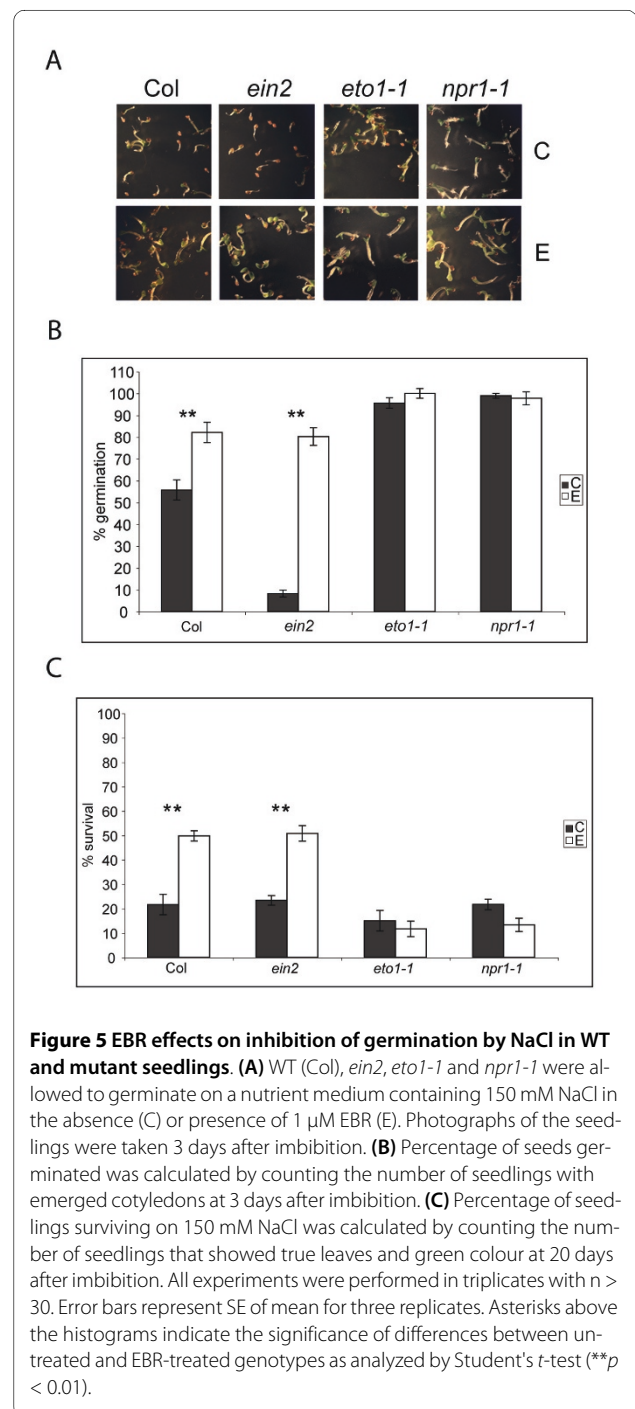 A
Col ein2 eto1-1 npr1-1
C
E
B
110
100
90
80
70
60
50
40
30
20
10
0
% germination
** **
C
E
Col ein2 eto1-1 npr1-1
C
100
90
80
70
60
50
40
30
20
10
0
% survival
** **
C
E
Col ein2 eto1-1 npr1-1
Figure 5 EBR effects on inhibition of germination by NaCl in WT
and mutant seedlings. (A) WT (Col), ein2, eto1-1 and npr1-1 were al-
lowed to germinate on a nutrient medium containing 150 mM NaCl in
the absence (C) or presence of 1 μM EBR (E). Photographs of the seed-
lings were taken 3 days after imbibition. (B) Percentage of seeds ger-
minated was calculated by counting the number of seedlings with
emerged cotyledons at 3 days after imbibition. (C) Percentage of seed-
lings surviving on 150 mM NaCl was calculated by counting the num-
ber of seedlings that showed true leaves and green colour at 20 days
after imbibition. All experiments were performed in triplicates with n >
30. Error bars represent SE of mean for three replicates. Asterisks above
the histograms indicate the significance of differences between un-
treated and EBR-treated genotypes as analyzed by Student's t-test (**p
< 0.01).